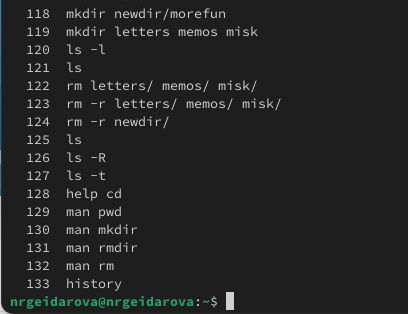 118 mkdir newdir/morefun
119 mkdir letters memos misk
120 ls -l
121 ls
122 rm letters/ memos/ misk/
123 rm -r letters/ memos/ misk/
124 rm -r newdir/
125 ls
126 ls -R
127 ls -t
128 help cd
129 man pwd
130 man mkdir
131 man rmdir
132 man rm
133 history
nrgeidarova@nrgeidarova:~$